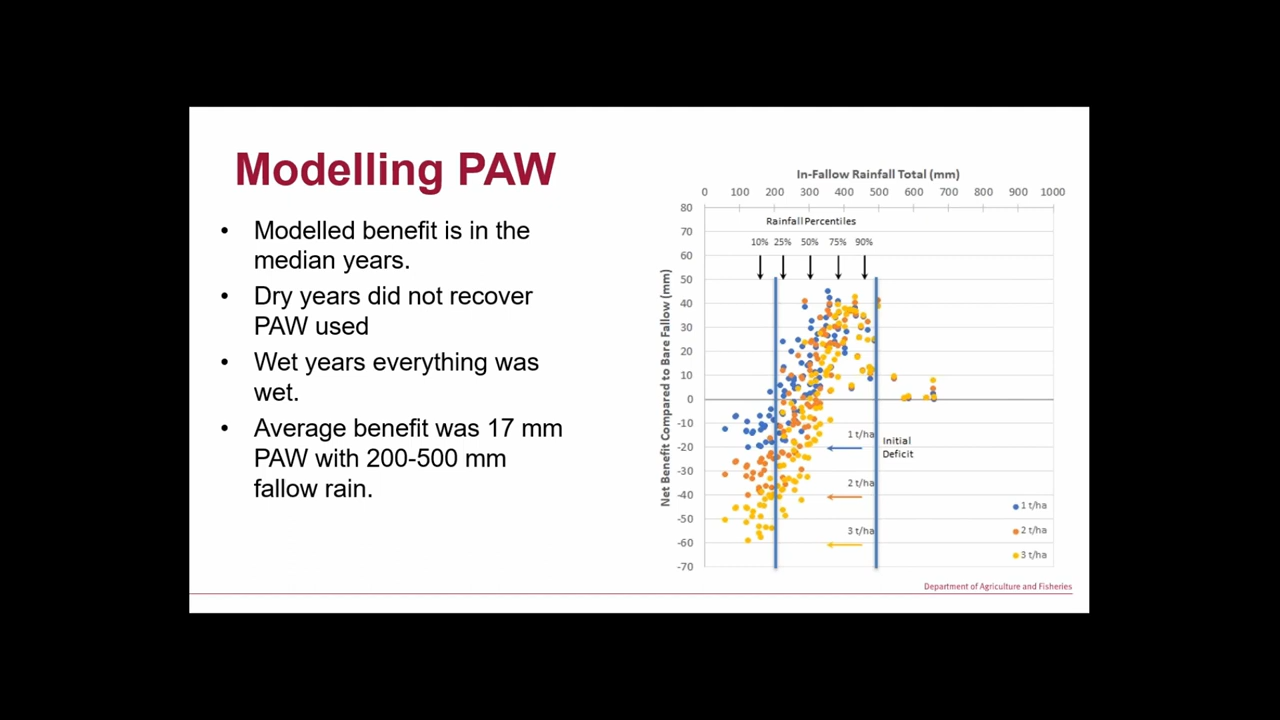 Modelling PAW
• Modelled benefit is in the
median years.
• Dry years did not recover
PAW used
• Wet years everything was
wet.
• Average benefit was 17 mm
PAW with 200-500 mm
fallow rain.
In-Fallow Rainfall Total (mm)
0 100 200 300 400 500 600 700 800 900 1000
Rainfall Percentiles
10% 25% 50% 75% 90%
Net Benefit Compared to Bare Fallow (mm)
80
70
60
50
40
30
20
10
0
-10
-20
-30
-40
-50
-60
-70
1 t/ha
2 t/ha
3 t/ha
Initial
Deficit
1 t/ha
2 t/ha
3 t/ha
Department of Agriculture and Fisheries